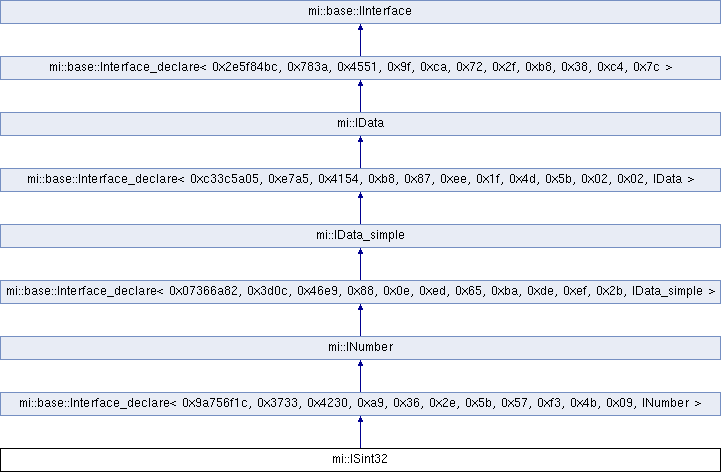 mi::base::IInterface
mi::base::Interface_declare< 0x2e5f84bc, 0x783a, 0x4551, 0x9f, 0xca, 0x72, 0x2f, 0xb8, 0x38, 0xc4, 0x7c >
mi::IData
mi::base::Interface_declare< 0xc33c5a05, 0xe7a5, 0x4154, 0xb8, 0x87, 0xee, 0x1f, 0x4d, 0x5b, 0x02, 0x02, IData >
mi::IData_simple
mi::base::Interface_declare< 0x07366a82, 0x3d0c, 0x46e9, 0x88, 0x0e, 0xed, 0x65, 0xba, 0xde, 0xef, 0x2b, IData_simple >
mi::INumber
mi::base::Interface_declare< 0x9a756f1c, 0x3733, 0x4230, 0xa9, 0x36, 0x2e, 0x5b, 0x57, 0xf3, 0x4b, 0x09, INumber >
mi::ISint32